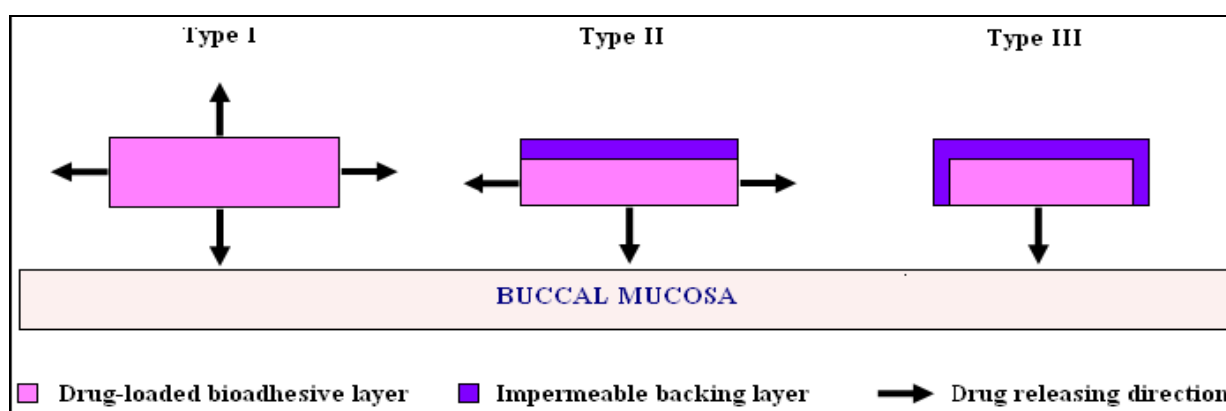 Type I Type II Type III
BUCCAL MUCOSA
Drug-loaded bioadhesive layer Impermeable backing layer Drug releasing direction